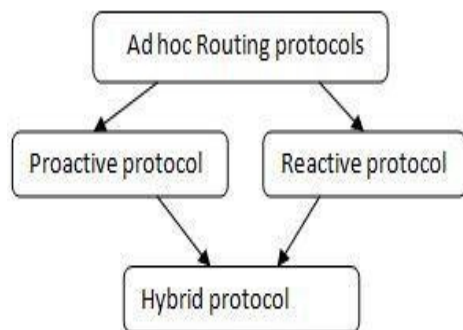 Ad hoc Routing protocols
Proactive protocol
Reactive protocol
Hybrid protocol